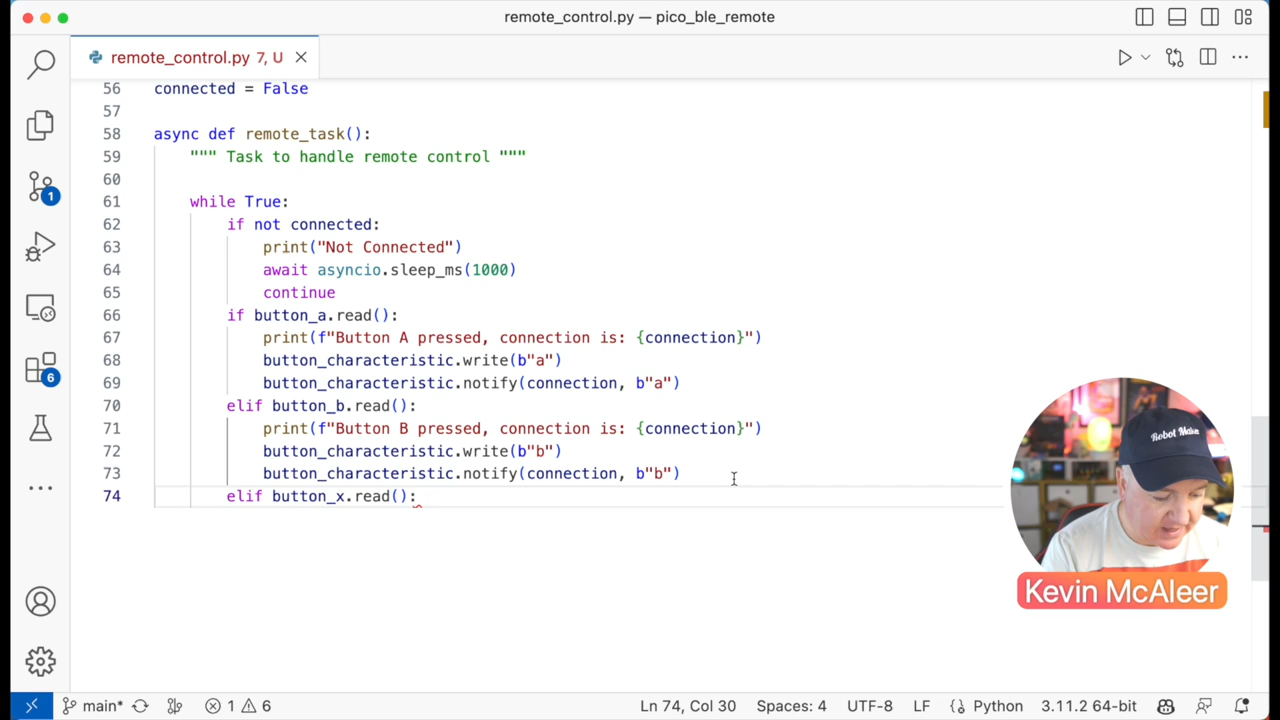 remote_control.py — pico_ble_remote
remote_control.py 7, U
56 connected = False
57
58 async def remote_task():
59 """ Task to handle remote control """
60
61 while True:
62 if not connected:
63 print("Not Connected")
64 await asyncio.sleep_ms(1000)
65 continue
66 if button_a.read():
67 print(f"Button A pressed, connection is: {connection}")
68 button_characteristic.write(b"a")
69 button_characteristic.notify(connection, b"a")
70 elif button_b.read():
71 print(f"Button B pressed, connection is: {connection}")
72 button_characteristic.write(b"b")
73 button_characteristic.notify(connection, b"b")
74 elif button_x.read():
1
6
Robot Maker
Kevin McAleer
main* 1 6 Ln 74, Col 30 Spaces: 4 UTF-8 LF Python 3.11.2 64-bit